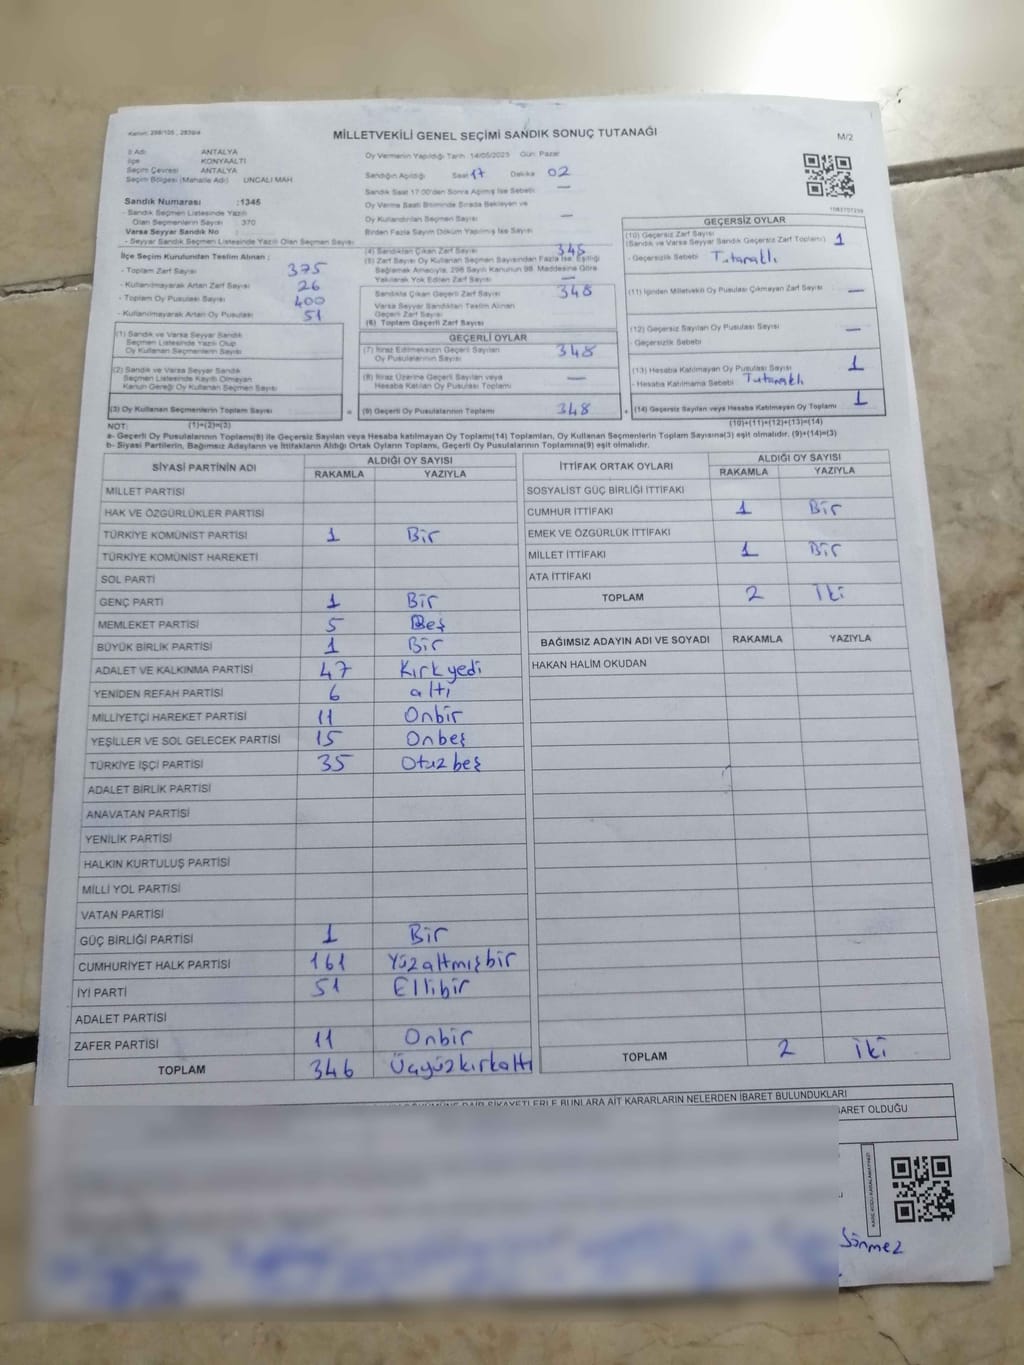 Kanun: 298/105 , 2839/4
MİLLETVEKİLİ GENEL SEÇİMİ SANDIK SONUÇ TUTANAĞI
M/2
İl Adı: ANTALYA
İlçe KONYAALTI
Seçim Çevresi ANTALYA
Seçim Bölgesi (Mahalle Adı) : UNCALI MAH
Sandık Numarası :1345
- Sandık Seçmen Listesinde Yazılı
Olan Seçmenlerin Sayısı : 370
Varsa Seyyar Sandık No
- Seyyar Sandık Seçmen Listesinde Yazılı Olan Seçmen Sayısı
İlçe Seçim Kurulundan Teslim Alınan ;
- Toplam Zarf Sayısı 375
- Kullanılmayarak Artan Zarf Sayısı 26
- Toplam Oy Pusulası Sayısı 400
- Kullanılmayarak Artan Oy Pusulası 51
(1) Sandık ve Varsa Seyyar Sandık
Seçmen Listesinde Yazılı Olup
Oy Kullanan Seçmenlerin Sayısı
(2) Sandık ve Varsa Seyyar Sandık
Seçmen Listesinde Kayıtlı Olmayan
Kanun Gereği Oy Kullanan Seçmen Sayısı
(3) Oy Kullanan Seçmenlerin Toplam Sayısı =
Oy Vermenin Yapıldığı Tarih: 14/05/2023 Gün: Pazar
Sandığın Açıldığı Saat 17 Dakika 02
Sandık Saat 17:00'den Sonra Açılmış İse Sebebi —
Oy Verme Saati Bitiminde Sırada Bekleyen ve
Oy Kullandırılan Seçmen Sayısı —
Birden Fazla Sayım Döküm Yapılmış İse Sayısı
(4) Sandıktan Çıkan Zarf Sayısı
(5) Zarf Sayısı Oy Kullanan Seçmen Sayısından Fazla İse, Eşitliği
Sağlamak Amacıyla, 298 Sayılı Kanunun 98. Maddesine Göre
Yakılarak Yok Edilen Zarf Sayısı —
Sandıkta Çıkan Geçerli Zarf Sayısı 348
Varsa Seyyar Sandıktan Teslim Alınan
Geçerli Zarf Sayısı
(6) Toplam Geçerli Zarf Sayısı
GEÇERLİ OYLAR
(7) İtiraz Edilmeksizin Geçerli Sayılan
Oy Pusulalarının Sayısı 348
(8) İtiraz Üzerine Geçerli Sayılan veya
Hesaba Katılan Oy Pusulası Toplamı —
(9) Geçerli Oy Pusulalarının Toplamı 348 +
GEÇERSİZ OYLAR
(10) Geçersiz Zarf Sayısı
(Sandık ve Varsa Seyyar Sandık Geçersiz Zarf Toplamı) 1
- Geçersizlik Sebebi Tutanaklı
(11) İçinden Milletvekili Oy Pusulası Çıkmayan Zarf Sayısı —
(12) Geçersiz Sayılan Oy Pusulası Sayısı —
- Geçersizlik Sebebi
(13) Hesaba Katılmayan Oy Pusulası Sayısı 1
- Hesaba Katılmama Sebebi Tutanaklı
(14) Geçersiz Sayılan veya Hesaba Katılmayan Oy Toplamı 1
NOT: (1)+(2)=(3) (10)+(11)+(12)+(13)=(14)
a- Geçerli Oy Pusulalarının Toplamı(9) ile Geçersiz Sayılan veya Hesaba katılmayan Oy Toplamı(14) Toplamları, Oy Kullanan Seçmenlerin Toplam Sayısına(3) eşit olmalıdır. (9)+(14)=(3)
b- Siyasi Partilerin, Bağımsız Adayların ve İttifakların Aldığı Ortak Oyların Toplamı, Geçerli Oy Pusulalarının Toplamına(9) eşit olmalıdır.
SİYASİ PARTİNİN ADI ALDIĞI OY SAYISI
RAKAMLA YAZIYLA
MİLLET PARTİSİ
HAK VE ÖZGÜRLÜKLER PARTİSİ
TÜRKİYE KOMÜNİST PARTİSİ 1 Bir
TÜRKİYE KOMÜNİST HAREKETİ
SOL PARTİ
GENÇ PARTİ 1 Bir
MEMLEKET PARTİSİ 5 Beş
BÜYÜK BİRLİK PARTİSİ 1 Bir
ADALET VE KALKINMA PARTİSİ 47 Kırkyedi
YENİDEN REFAH PARTİSİ 6 altı
MİLLİYETÇİ HAREKET PARTİSİ 11 Onbir
YEŞİLLER VE SOL GELECEK PARTİSİ 15 Onbeş
TÜRKİYE İŞÇİ PARTİSİ 35 Otuz beş
ADALET BİRLİK PARTİSİ
ANAVATAN PARTİSİ
YENİLİK PARTİSİ
HALKIN KURTULUŞ PARTİSİ
MİLLİ YOL PARTİSİ
VATAN PARTİSİ
GÜÇ BİRLİĞİ PARTİSİ 1 Bir
CUMHURİYET HALK PARTİSİ 161 Yüzaltmışbir
İYİ PARTİ 51 Ellibir
ADALET PARTİSİ
ZAFER PARTİSİ 11 Onbir
TOPLAM 346 Üçyüzkırkaltı
İTTİFAK ORTAK OYLARI ALDIĞI OY SAYISI
RAKAMLA YAZIYLA
SOSYALİST GÜÇ BİRLİĞİ İTTİFAKI
CUMHUR İTTİFAKI 1 Bir
EMEK VE ÖZGÜRLÜK İTTİFAKI
MİLLET İTTİFAKI 1 Bir
ATA İTTİFAKI
TOPLAM 2 İki
BAĞIMSIZ ADAYIN ADI VE SOYADI RAKAMLA YAZIYLA
HAKAN HALİM OKUDAN
TOPLAM 2 İki
DAİR ŞİKAYETLERLE BUNLARA AİT KARARLARIN NELERDEN İBARET BULUNDUKLARI
OLDUĞU
Sönmez